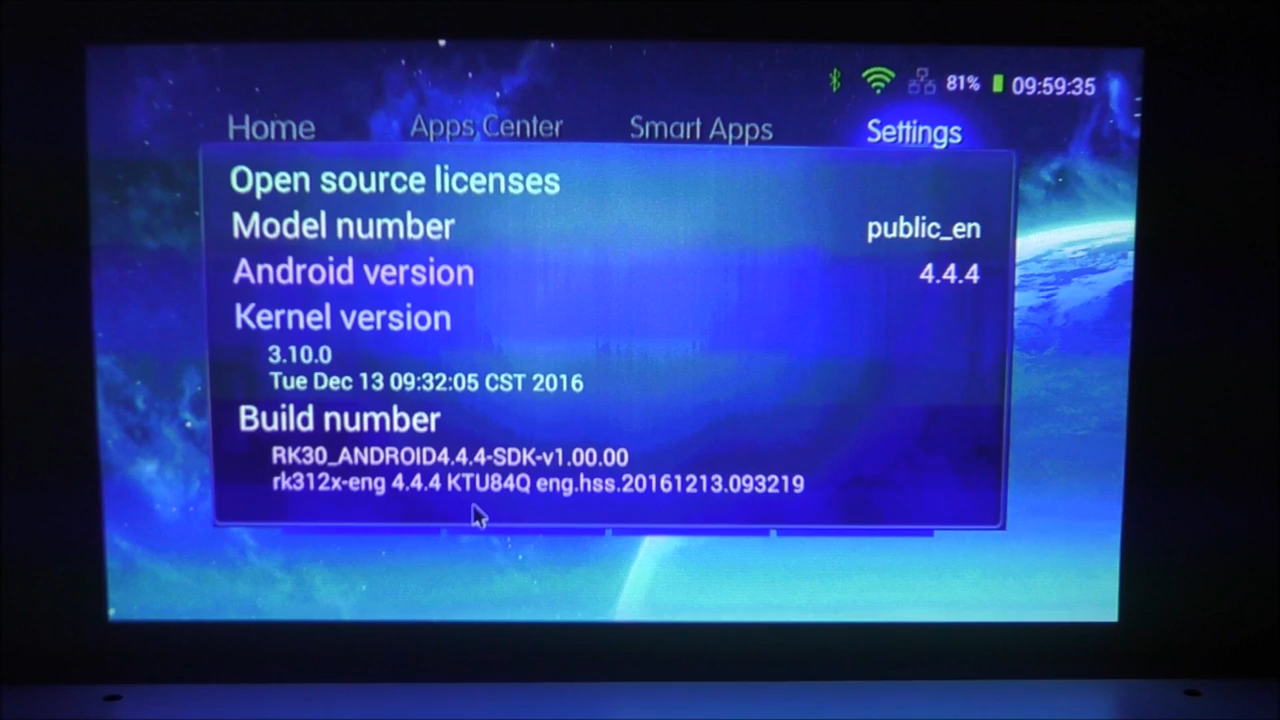 81% 09:59:35
Home Apps Center Smart Apps Settings
Open source licenses
Model number public_en
Android version 4.4.4
Kernel version
3.10.0
Tue Dec 13 09:32:05 CST 2016
Build number
RK30_ANDROID4.4.4-SDK-v1.00.00
rk312x-eng 4.4.4 KTU84Q eng.hss.20161213.093219